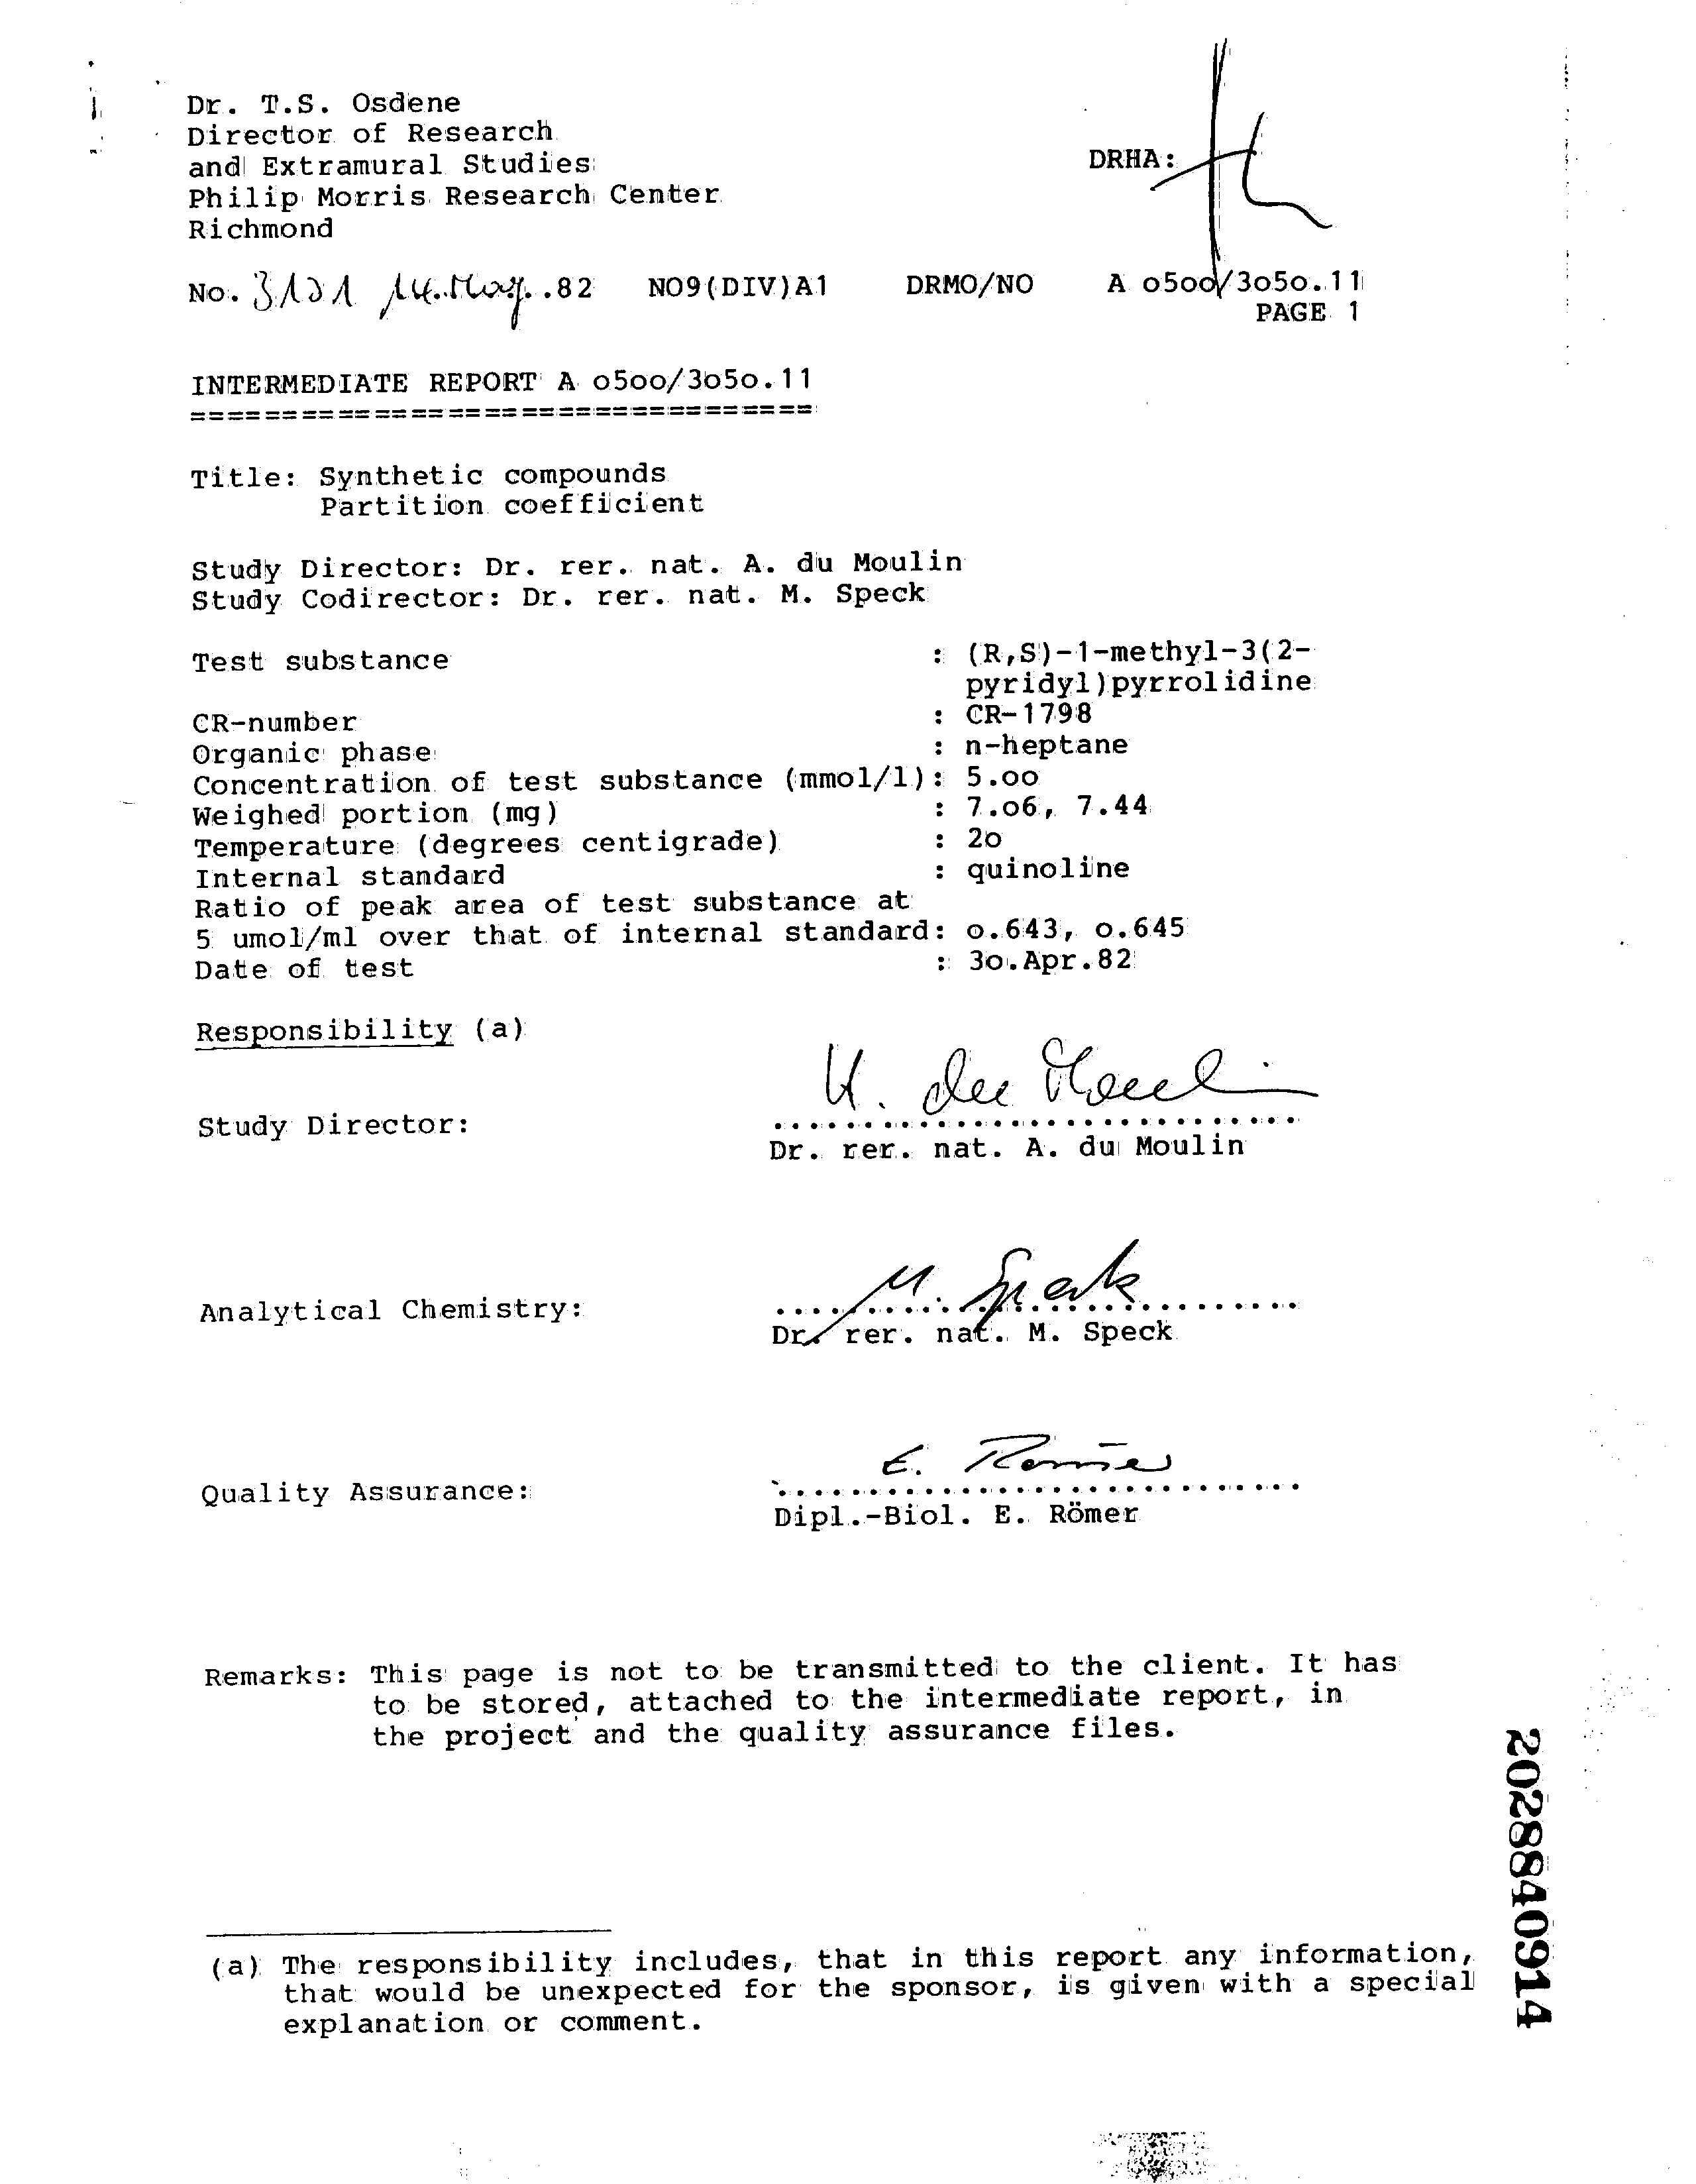 Dr. T.S. Osdene
Director of Research
and Extramural Studies
Philip Morris Research Center
Richmond
DRHA:
No. 3121 14. May. .82 NO9(DIV)A1 DRMO/NO A o5oo/3o5o.11
PAGE 1
INTERMEDIATE REPORT A o5oo/3o5o.11
==================================
Title: Synthetic compounds
Partition coefficient
Study Director: Dr. rer. nat. A. du Moulin
Study Codirector: Dr. rer. nat. M. Speck
Test substance : (R,S)-1-methyl-3(2-
pyridyl)pyrrolidine
CR-number : CR-1798
Organic phase : n-heptane
Concentration of test substance (mmol/l): 5.oo
Weighed portion (mg) : 7.o6, 7.44
Temperature (degrees centigrade) : 2o
Internal standard : quinoline
Ratio of peak area of test substance at
5 umol/ml over that of internal standard: o.643, o.645
Date of test : 3o.Apr.82
Responsibility (a)
A. du Moulin
Study Director: .............................
Dr. rer. nat. A. du Moulin
M. Speck
Analytical Chemistry: .............................
Dr. rer. nat. M. Speck
E. Römer
Quality Assurance: .............................
Dipl.-Biol. E. Römer
Remarks: This page is not to be transmitted to the client. It has
to be stored, attached to the intermediate report, in
the project and the quality assurance files.
2028840914
(a) The responsibility includes, that in this report any information,
that would be unexpected for the sponsor, is given with a special
explanation or comment.